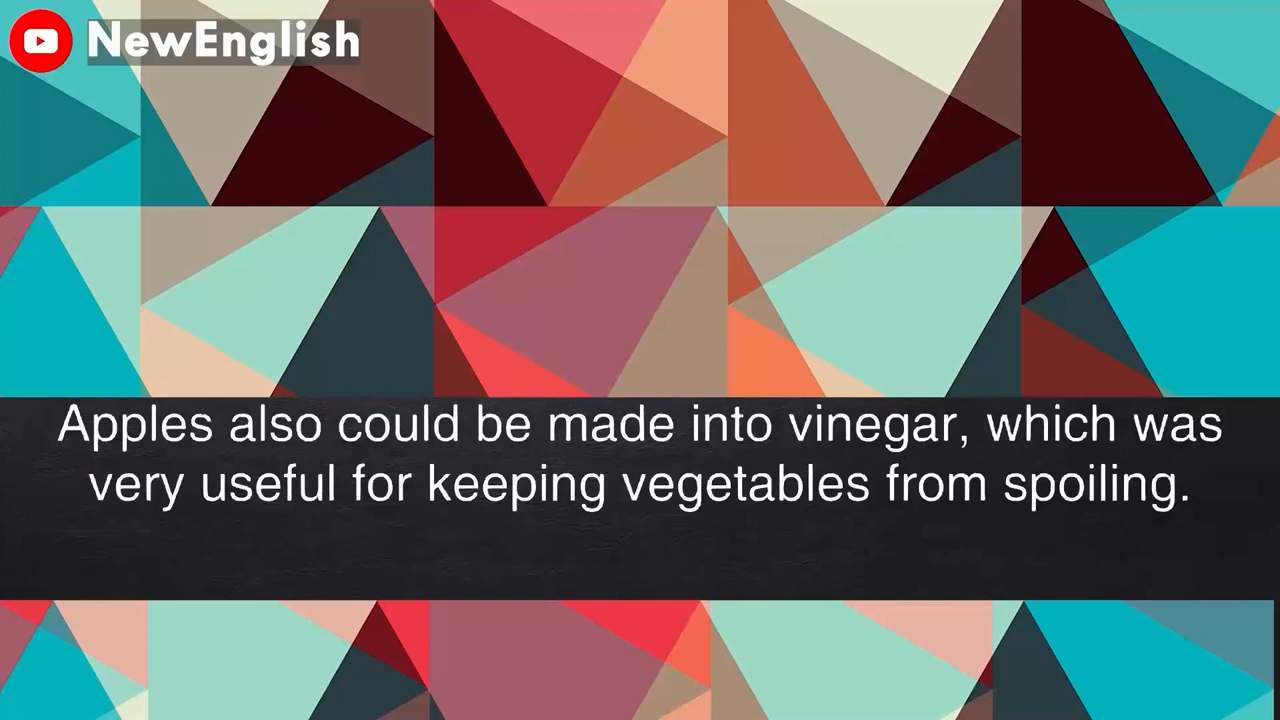 NewEnglish
Apples also could be made into vinegar, which was
very useful for keeping vegetables from spoiling.